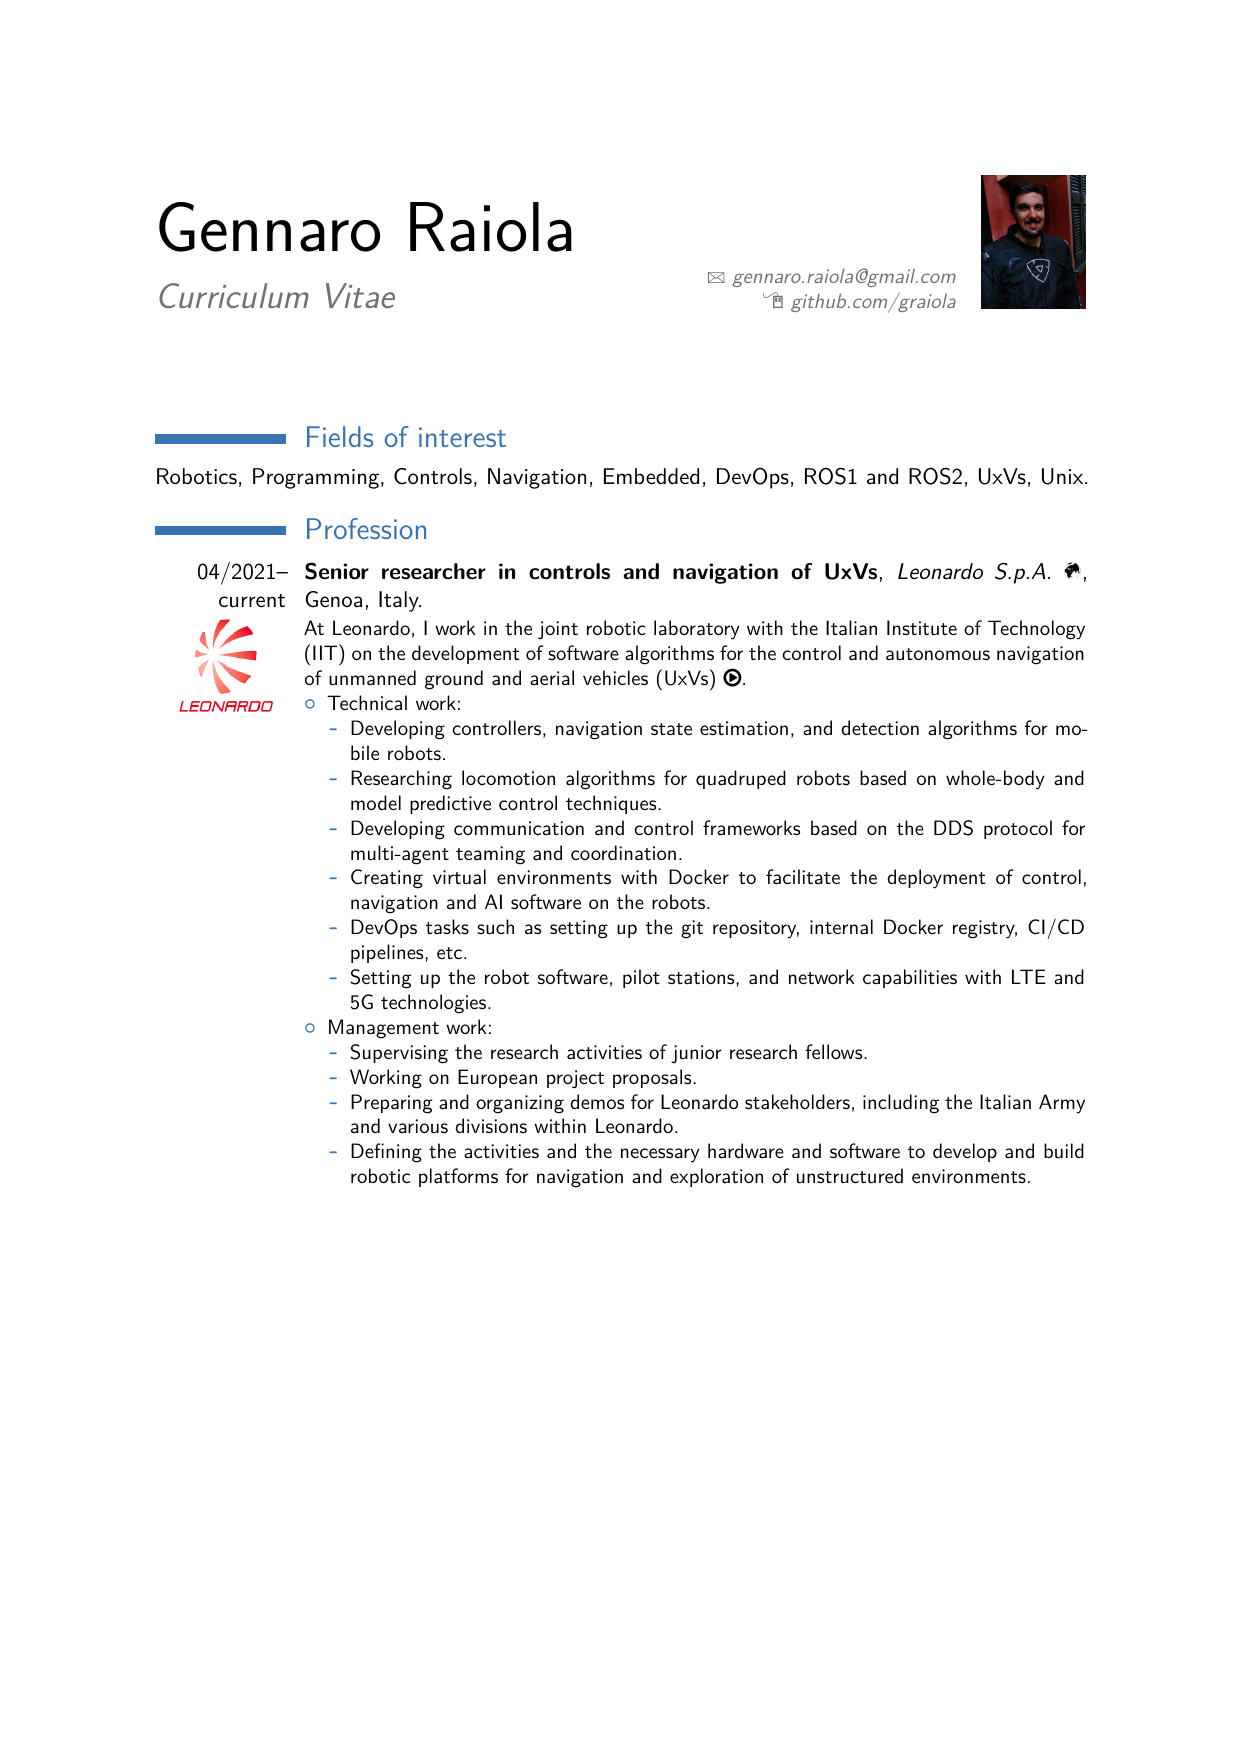 Gennaro Raiola
Curriculum Vitae
gennaro.raiola@gmail.com
github.com/graiola
Fields of interest
Robotics, Programming, Controls, Navigation, Embedded, DevOps, ROS1 and ROS2, UxVs, Unix.
Profession
04/2021–
current
LEONARDO
Senior researcher in controls and navigation of UxVs, Leonardo S.p.A. ,
Genoa, Italy.
At Leonardo, I work in the joint robotic laboratory with the Italian Institute of Technology
(IIT) on the development of software algorithms for the control and autonomous navigation
of unmanned ground and aerial vehicles (UxVs) .
○ Technical work:
- Developing controllers, navigation state estimation, and detection algorithms for mo-
bile robots.
- Researching locomotion algorithms for quadruped robots based on whole-body and
model predictive control techniques.
- Developing communication and control frameworks based on the DDS protocol for
multi-agent teaming and coordination.
- Creating virtual environments with Docker to facilitate the deployment of control,
navigation and AI software on the robots.
- DevOps tasks such as setting up the git repository, internal Docker registry, CI/CD
pipelines, etc.
- Setting up the robot software, pilot stations, and network capabilities with LTE and
5G technologies.
○ Management work:
- Supervising the research activities of junior research fellows.
- Working on European project proposals.
- Preparing and organizing demos for Leonardo stakeholders, including the Italian Army
and various divisions within Leonardo.
- Defining the activities and the necessary hardware and software to develop and build
robotic platforms for navigation and exploration of unstructured environments.